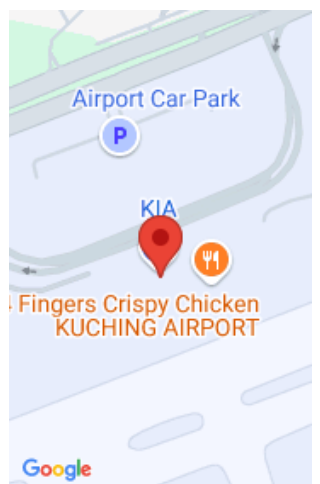 Airport Car Park
P
KIA
Fingers Crispy Chicken
KUCHING AIRPORT
Google